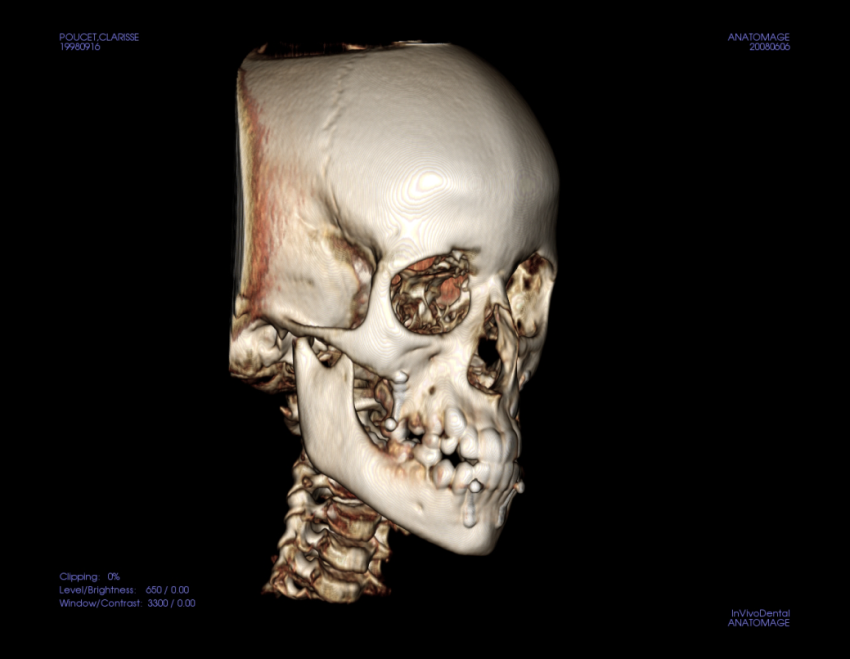 POUCET,CLARISSE
19980916
ANATOMAGE
20080606
Clipping: 0%
Level/Brightness: 650 / 0.00
Window/Contrast: 3300 / 0.00
InVivoDental
ANATOMAGE